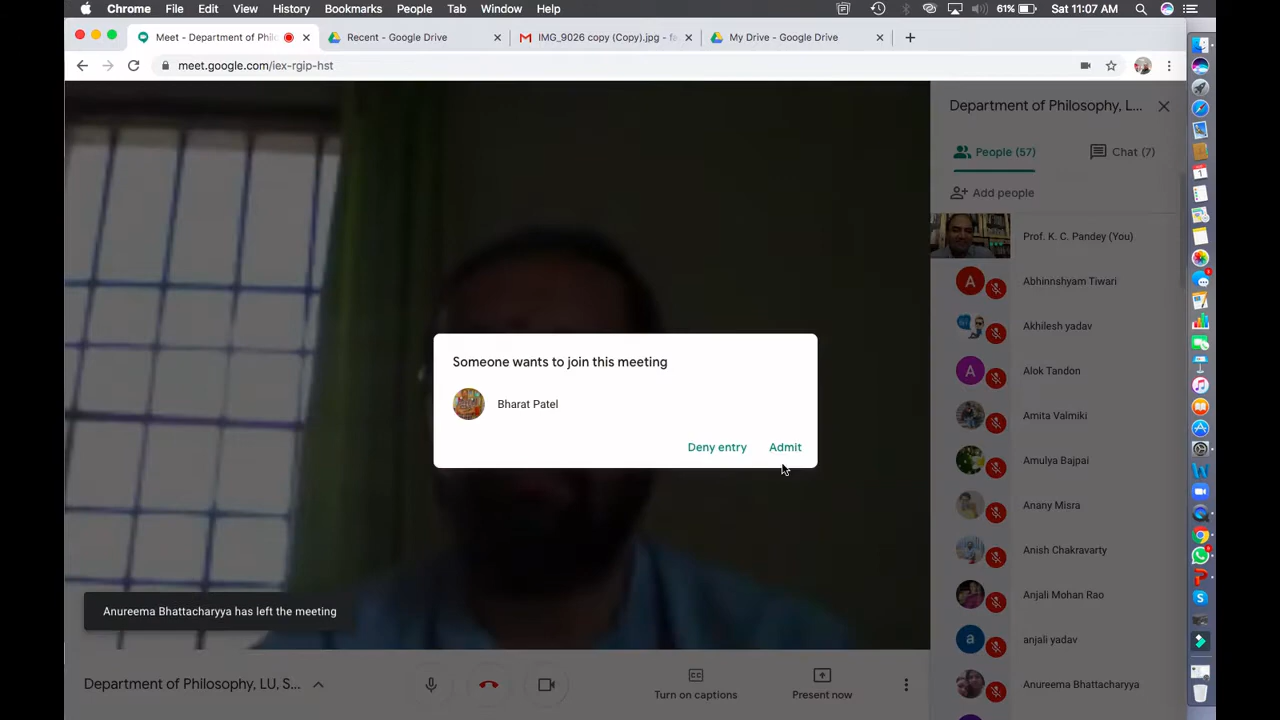 Chrome File Edit View History Bookmarks People Tab Window Help 61% Sat 11:07 AM
Meet - Department of Phil Recent - Google Drive IMG_9026 copy (Copy).jpg - fa My Drive - Google Drive
meet.google.com/iex-rgip-hst
Department of Philosophy, L...
People (57) Chat (7)
Add people
Prof. K. C. Pandey (You)
A Abhinnshyam Tiwari
Akhilesh yadav
A Alok Tandon
Amita Valmiki
Amulya Bajpai
Anany Misra
Anish Chakravarty
Anjali Mohan Rao
a anjali yadav
Anureema Bhattacharyya
Someone wants to join this meeting
Bharat Patel
Deny entry Admit
Anureema Bhattacharyya has left the meeting
Department of Philosophy, LU, S...
CC
Turn on captions Present now